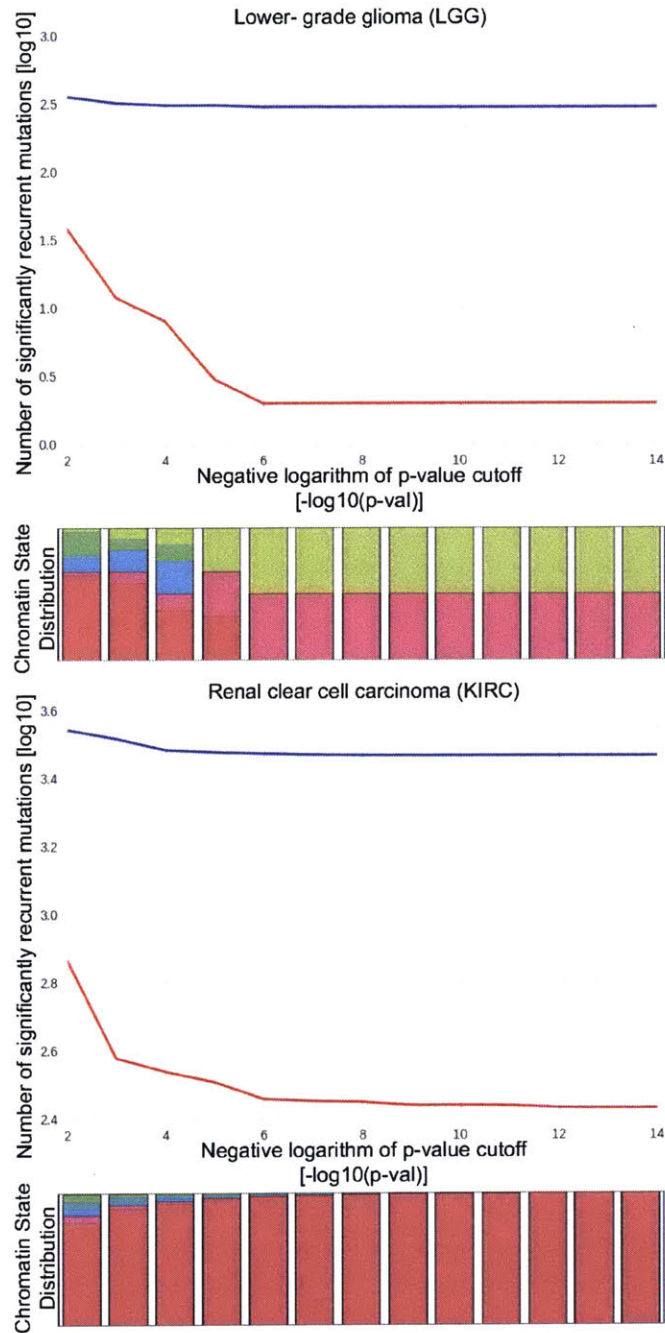 Lower- grade glioma (LGG)
Number of significantly recurrent mutations [log10]
3.0
2.5
2.0
1.5
1.0
0.5
0.0
2 4 6 8 10 12 14
Negative logarithm of p-value cutoff
[-log10(p-val)]
Chromatin State
Distribution
Renal clear cell carcinoma (KIRC)
Number of significantly recurrent mutations [log10]
3.6
3.4
3.2
3.0
2.8
2.6
2.4
2 4 6 8 10 12 14
Negative logarithm of p-value cutoff
[-log10(p-val)]
Chromatin State
Distribution